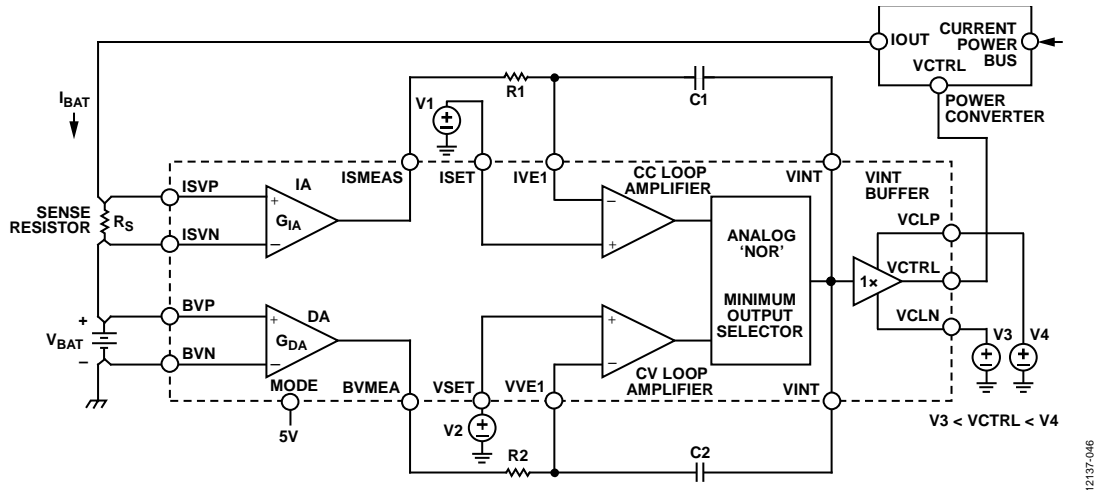 IOUT
CURRENT
POWER
BUS
VCTRL
POWER
CONVERTER
R1
C1
V1
IBAT
ISMEAS
ISET
IVE1
VINT
VINT
BUFFER
CC LOOP
AMPLIFIER
ISVP
IA
+
GIA
−
ISVN
SENSE
RESISTOR
RS
−
+
ANALOG
'NOR'
MINIMUM
OUTPUT
SELECTOR
VCLP
VCTRL
1×
VCLN
V3
V4
BVP
DA
+
GDA
−
BVN
+
VBAT
−
+
−
CV LOOP
AMPLIFIER
MODE
5V
BVMEA
VSET
VVE1
VINT
V2
R2
C2
V3 < VCTRL < V4
12137-046